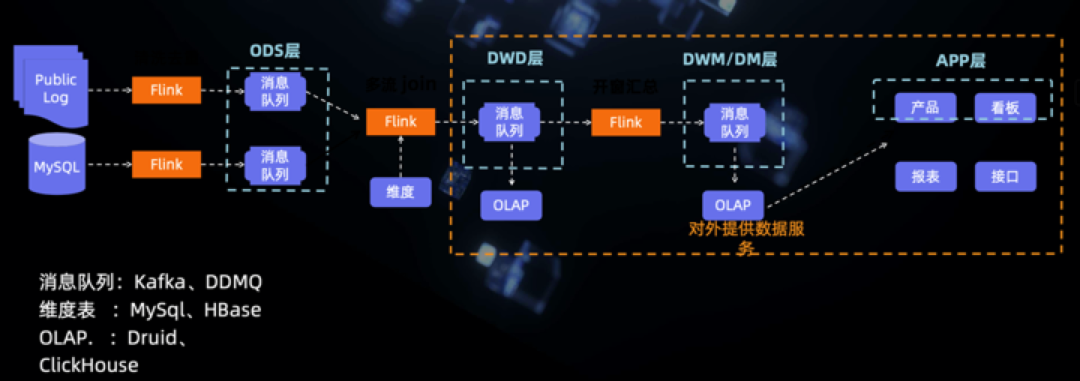 ODS层
DWD层
DWM/DM层
APP层
Public
Log
Flink
消息
队列
多流 join
Flink
消息
队列
开窗汇总
Flink
消息
队列
产品
看板
MySQL
Flink
消息
队列
维度
OLAP
OLAP
报表
接口
对外提供数据服
务
消息队列：Kafka、DDMQ
维度表 ：MySql、HBase
OLAP. ：Druid、
ClickHouse